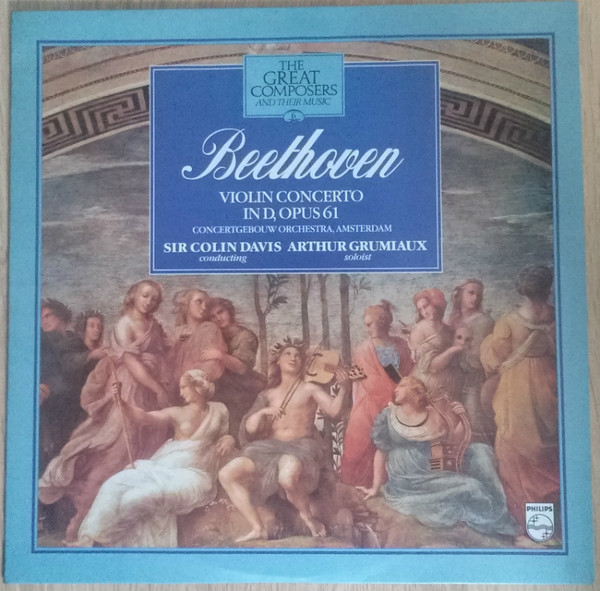 THE
GREAT
COMPOSERS
AND THEIR MUSIC
6
Beethoven
VIOLIN CONCERTO
IN D, OPUS 61
CONCERTGEBOUW ORCHESTRA, AMSTERDAM
SIR COLIN DAVIS ARTHUR GRUMIAUX
conducting soloist
PHILIPS